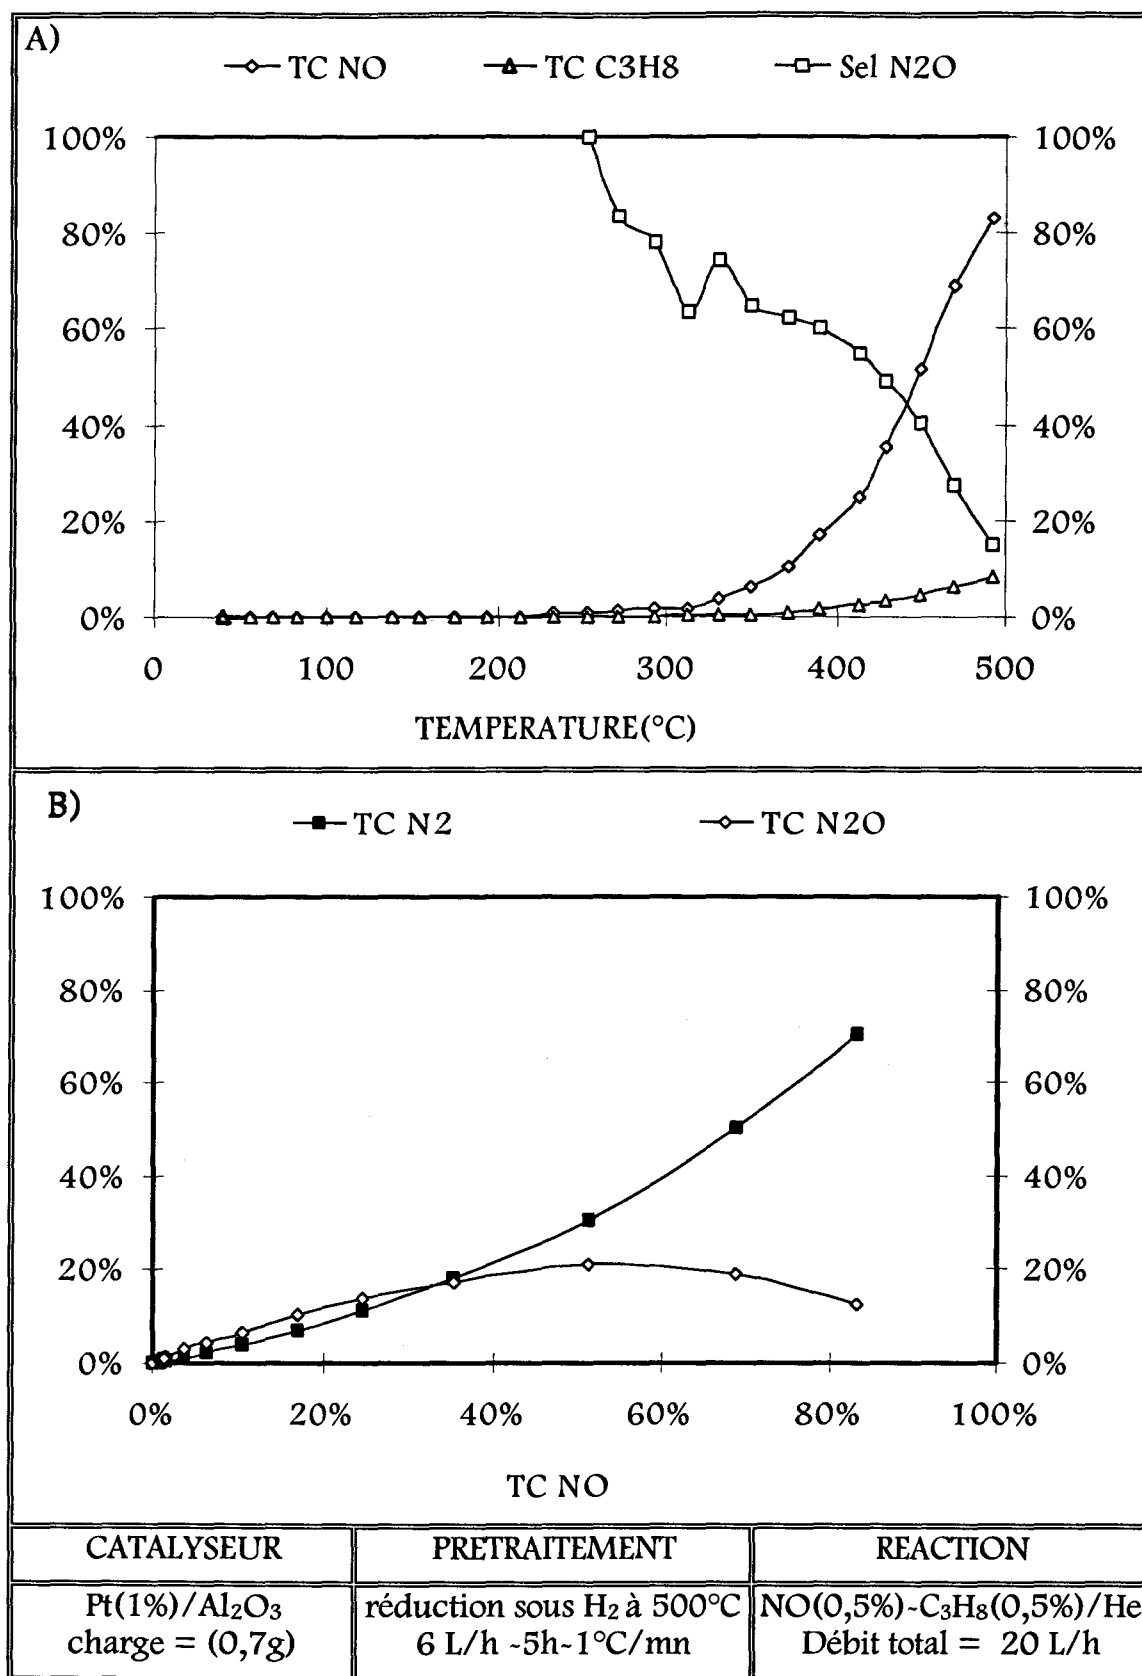 A)
TC NO TC C3H8 Sel N2O
100% 100%
80% 80%
60% 60%
40% 40%
20% 20%
0% 0%
0 100 200 300 400 500
TEMPERATURE(°C)
B)
TC N2 TC N2O
100% 100%
80% 80%
60% 60%
40% 40%
20% 20%
0% 0%
0% 20% 40% 60% 80% 100%
TC NO
CATALYSEUR PRETRAITEMENT REACTION
Pt(1%)/Al₂O₃ réduction sous H₂ à 500°C NO(0,5%)-C₃H₈(0,5%)/He
charge = (0,7g) 6 L/h -5h-1°C/mn Débit total = 20 L/h